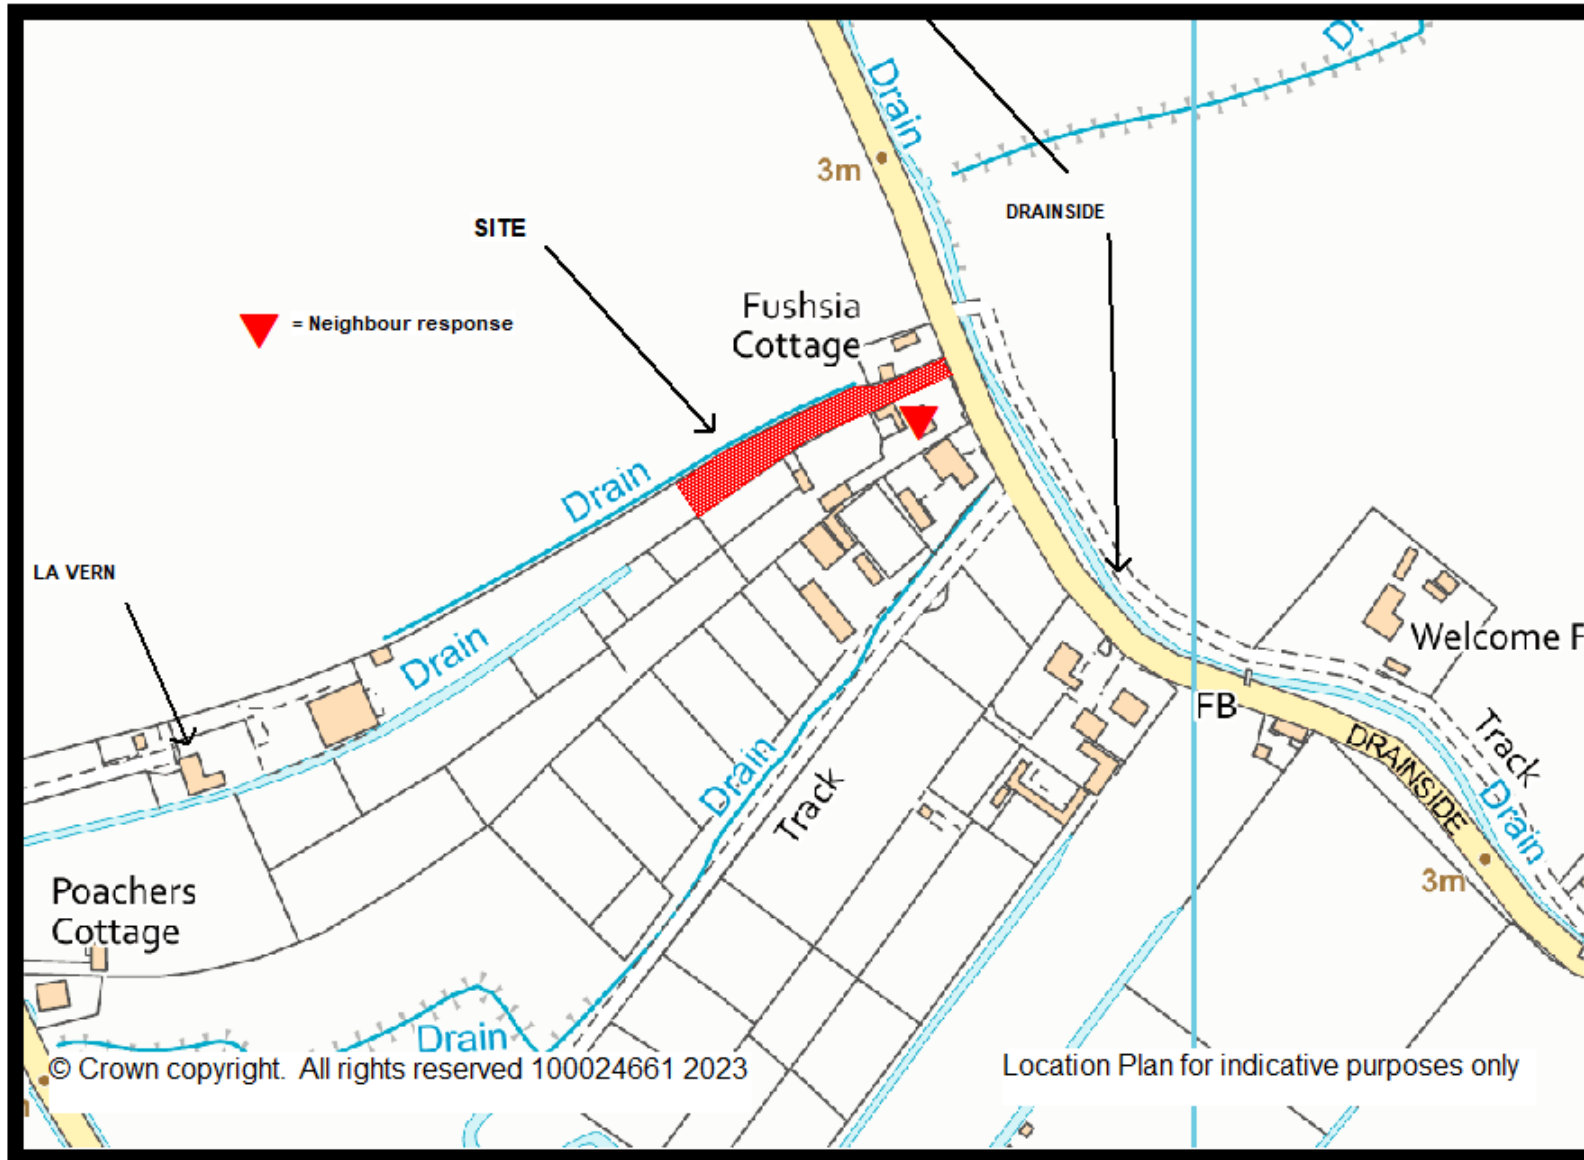 Drain
3m
SITE
DRAINSIDE
Fushsia
Cottage
= Neighbour response
Drain
LA VERN
Drain
Welcome F
FB
DRAINSIDE
Track
Drain
Drain
Track
3m
Poachers
Cottage
Drain
© Crown copyright. All rights reserved 100024661 2023
Location Plan for indicative purposes only